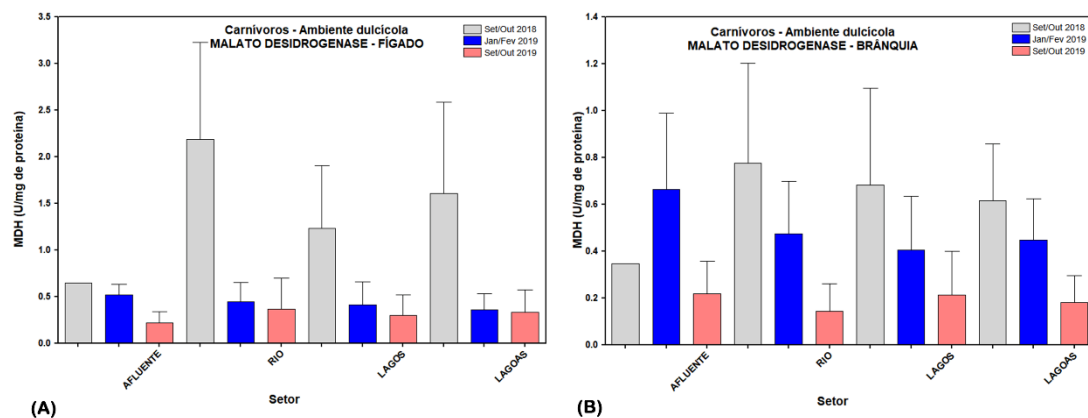 Carnívoros - Ambiente dulcícola
MALATO DESIDROGENASE - FÍGADO
Set/Out 2018
Jan/Fev 2019
Set/Out 2019
MDH (U/mg de proteina)
3.5
3.0
2.5
2.0
1.5
1.0
0.5
0.0
AFLUENTE
RIO
LAGOS
LAGOAS
Setor
(A)
Carnívoros - Ambiente dulcícola
MALATO DESIDROGENASE - BRÂNQUIA
Set/Out 2018
Jan/Fev 2019
Set/Out 2019
MDH (U/mg de proteina)
1.4
1.2
1.0
0.8
0.6
0.4
0.2
0.0
AFLUENTE
RIO
LAGOS
LAGOAS
Setor
(B)